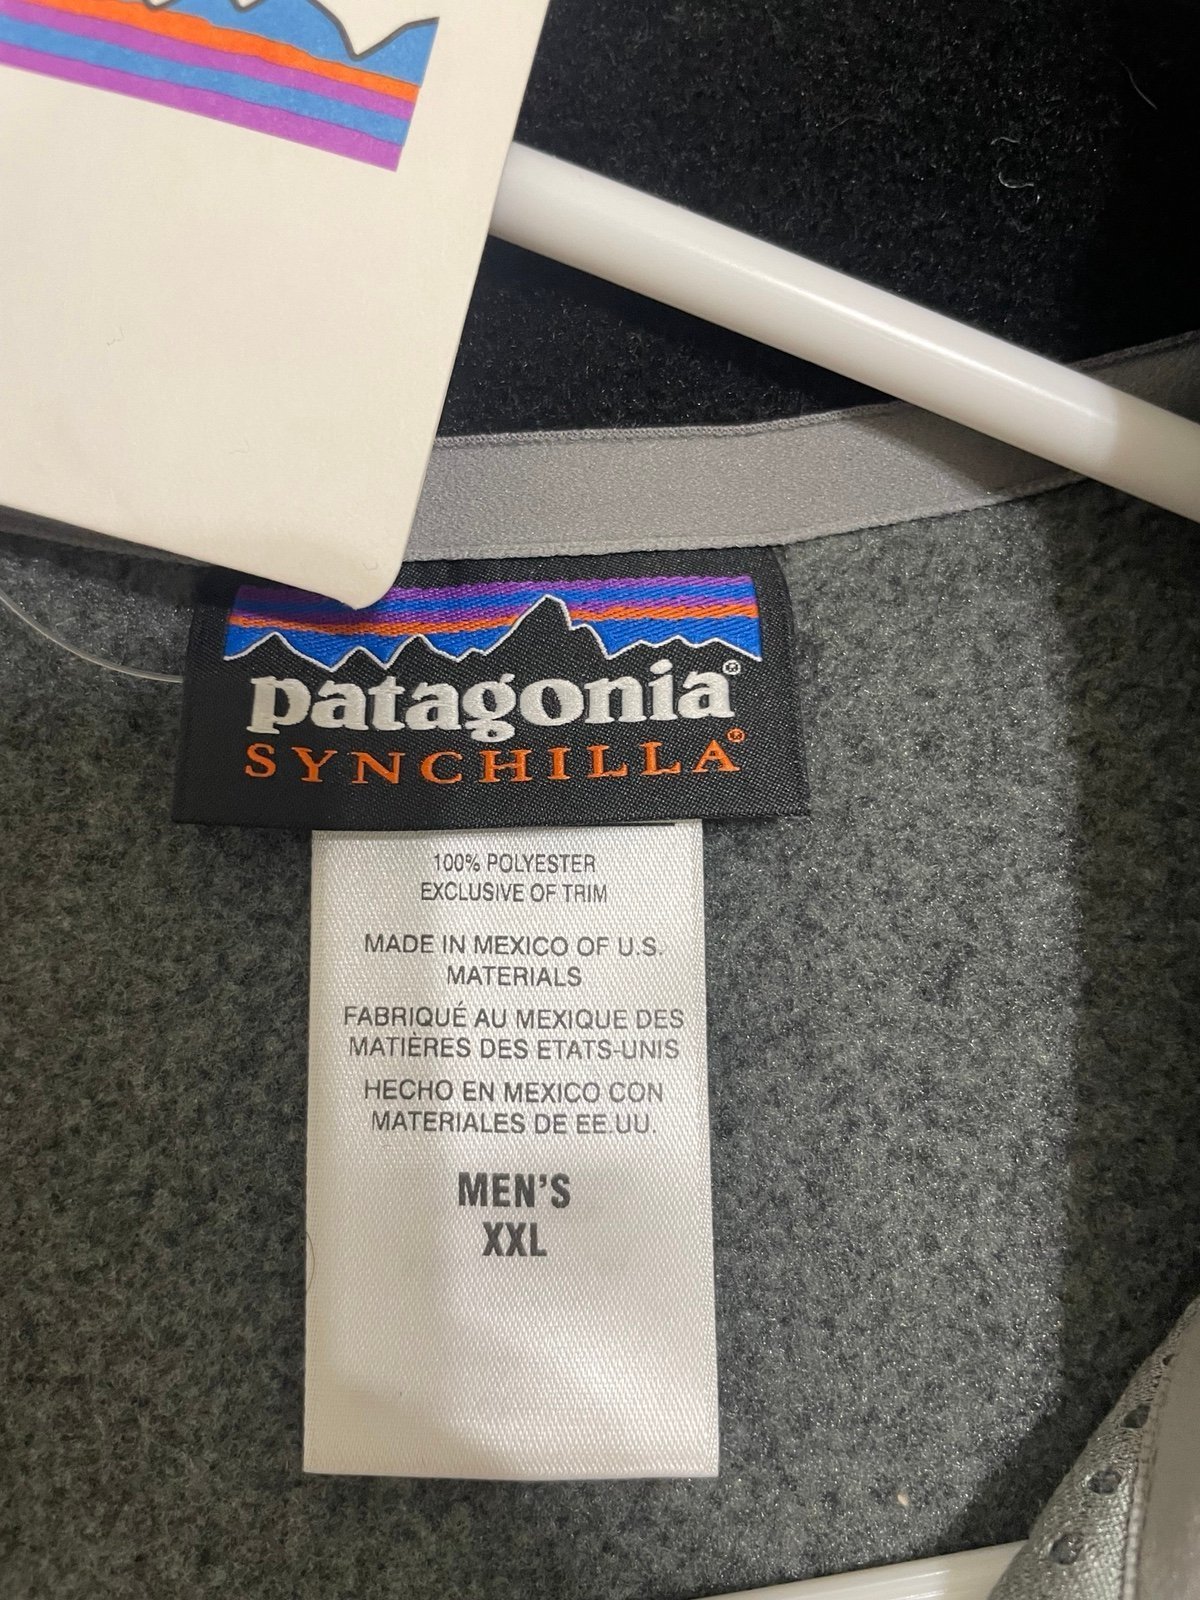 patagonia®
SYNCHILLA®
100% POLYESTER
EXCLUSIVE OF TRIM
MADE IN MEXICO OF U.S.
MATERIALS
FABRIQUÉ AU MEXIQUE DES
MATIÈRES DES ETATS-UNIS
HECHO EN MEXICO CON
MATERIALES DE EE.UU.
MEN'S
XXL